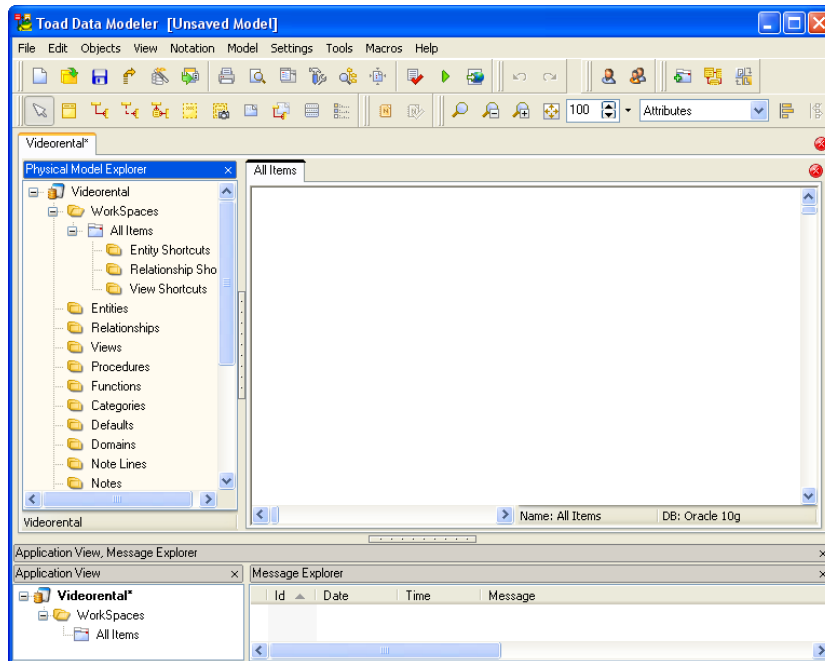 Toad Data Modeler [Unsaved Model]
File Edit Objects View Notation Model Settings Tools Macros Help
100 Attributes
Videorental*
Physical Model Explorer
All Items
Videorental
WorkSpaces
All Items
Entity Shortcuts
Relationship Sho
View Shortcuts
Entities
Relationships
Views
Procedures
Functions
Categories
Defaults
Domains
Note Lines
Notes
Videorental
Name: All Items DB: Oracle 10g
Application View, Message Explorer
Application View
Videorental*
WorkSpaces
All Items
Message Explorer
Id Date Time Message